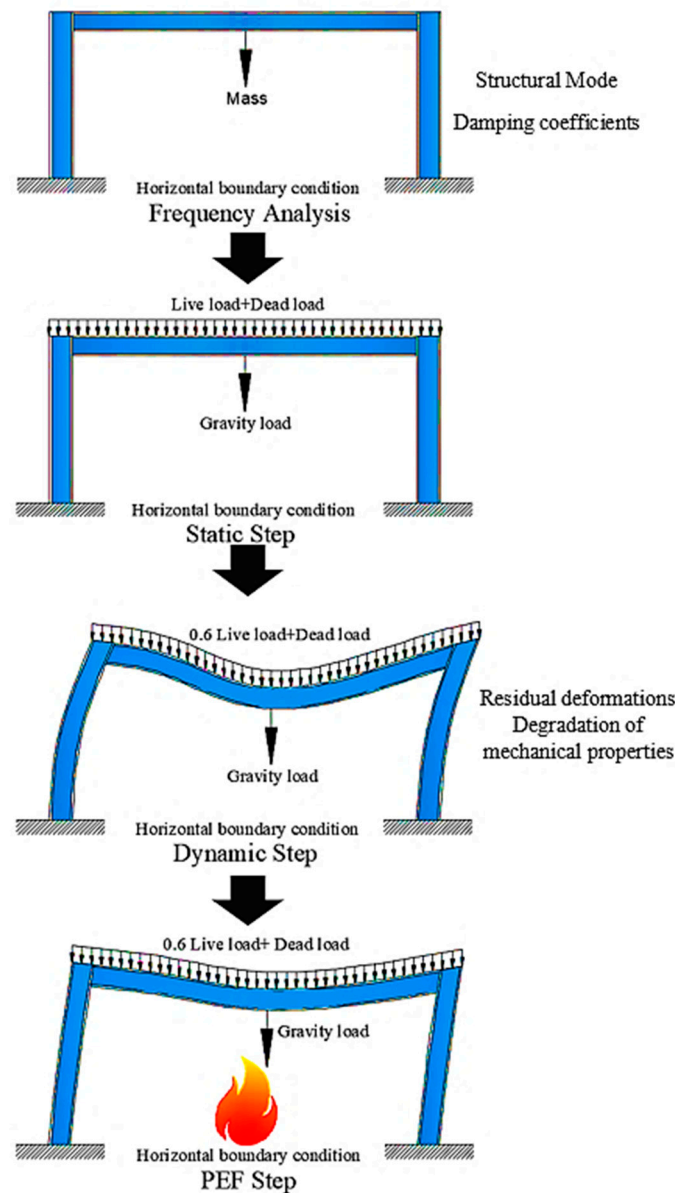 Mass
Structural Mode
Damping coefficients
Horizontal boundary condition
Frequency Analysis
Live load+Dead load
Gravity load
Horizontal boundary condition
Static Step
0.6 Live load+Dead load
Residual deformations
Degradation of
mechanical properties
Gravity load
Horizontal boundary condition
Dynamic Step
0.6 Live load+ Dead load
Gravity load
Horizontal boundary condition
PEF Step